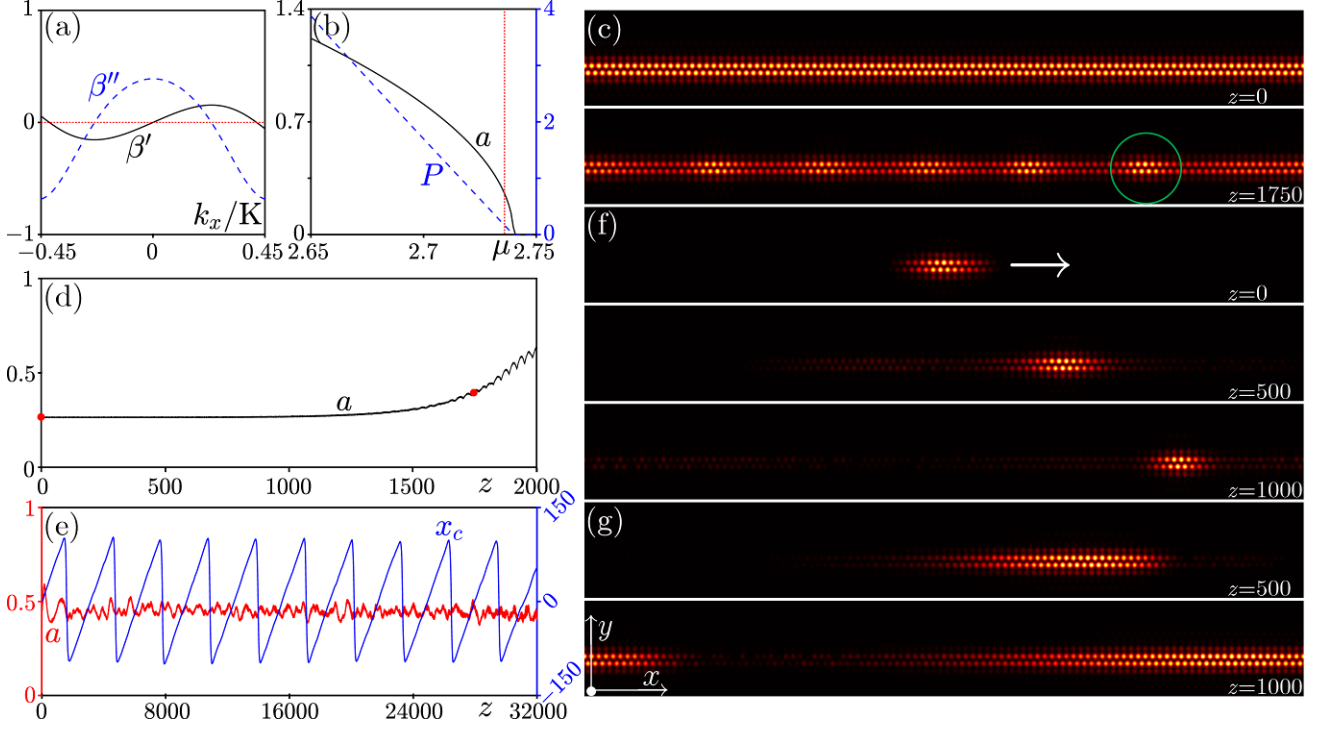 (a)
1
0
−1
β′′
β′
kₓ/K
−0.45
0
0.45
(b)
1.4
0.7
0
a
P
4
2
0
2.65
2.7
μ
2.75
(c)
z=0
z=1750
(d)
1
0.5
0
a
0
500
1000
1500
z
2000
(e)
1
0.5
0
a
x_c
150
0
−150
0
8000
16000
24000
z
32000
(f)
z=0
z=500
z=1000
(g)
z=500
y
x
z=1000